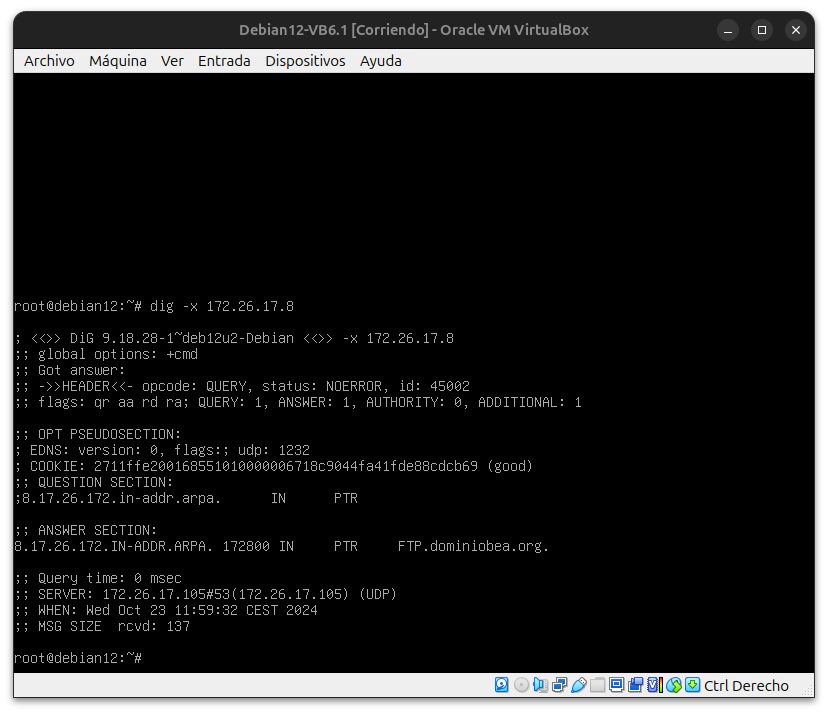 Debian12-VB6.1 [Corriendo] - Oracle VM VirtualBox
Archivo Máquina Ver Entrada Dispositivos Ayuda
root@debian12:~# dig -x 172.26.17.8
; <<>> DiG 9.18.28-1~deb12u2-Debian <<>> -x 172.26.17.8
;; global options: +cmd
;; Got answer:
;; ->>HEADER<<- opcode: QUERY, status: NOERROR, id: 45002
;; flags: qr aa rd ra; QUERY: 1, ANSWER: 1, AUTHORITY: 0, ADDITIONAL: 1
;; OPT PSEUDOSECTION:
; EDNS: version: 0, flags:; udp: 1232
; COOKIE: 2711ffe200168551010000006718c9044fa41fde88cdcb69 (good)
;; QUESTION SECTION:
;8.17.26.172.in-addr.arpa. IN PTR
;; ANSWER SECTION:
8.17.26.172.IN-ADDR.ARPA. 172800 IN PTR FTP.dominiobea.org.
;; Query time: 0 msec
;; SERVER: 172.26.17.105#53(172.26.17.105) (UDP)
;; WHEN: Wed Oct 23 11:59:32 CEST 2024
;; MSG SIZE rcvd: 137
root@debian12:~#
Ctrl Derecho